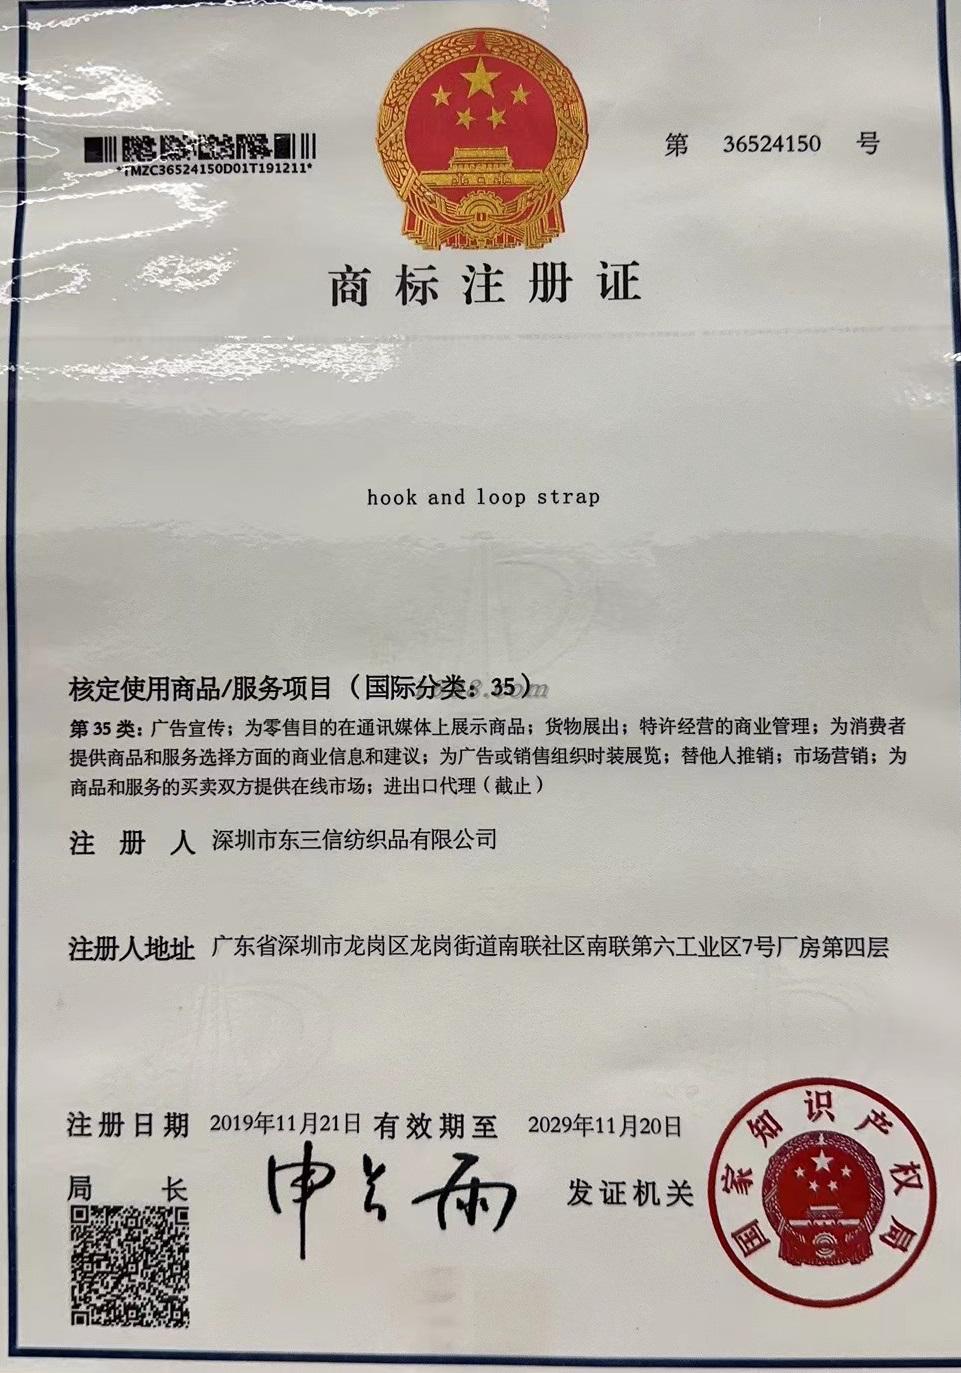 第 36524150 号
*TMZC36524150D01T191211*
商标注册证
hook and loop strap
核定使用商品/服务项目（国际分类：35）
第 35 类：广告宣传；为零售目的在通讯媒体上展示商品；货物展出；特许经营的商业管理；为消费者
提供商品和服务选择方面的商业信息和建议；为广告或销售组织时装展览；替他人推销；市场营销；为
商品和服务的买卖双方提供在线市场；进出口代理（截止）
注 册 人 深圳市东三信纺织品有限公司
注册人地址 广东省深圳市龙岗区龙岗街道南联社区南联第六工业区7号厂房第四层
注册日期 2019年11月21日 有效期至 2029年11月20日
局 长 申长雨 发证机关
国家知识产权局